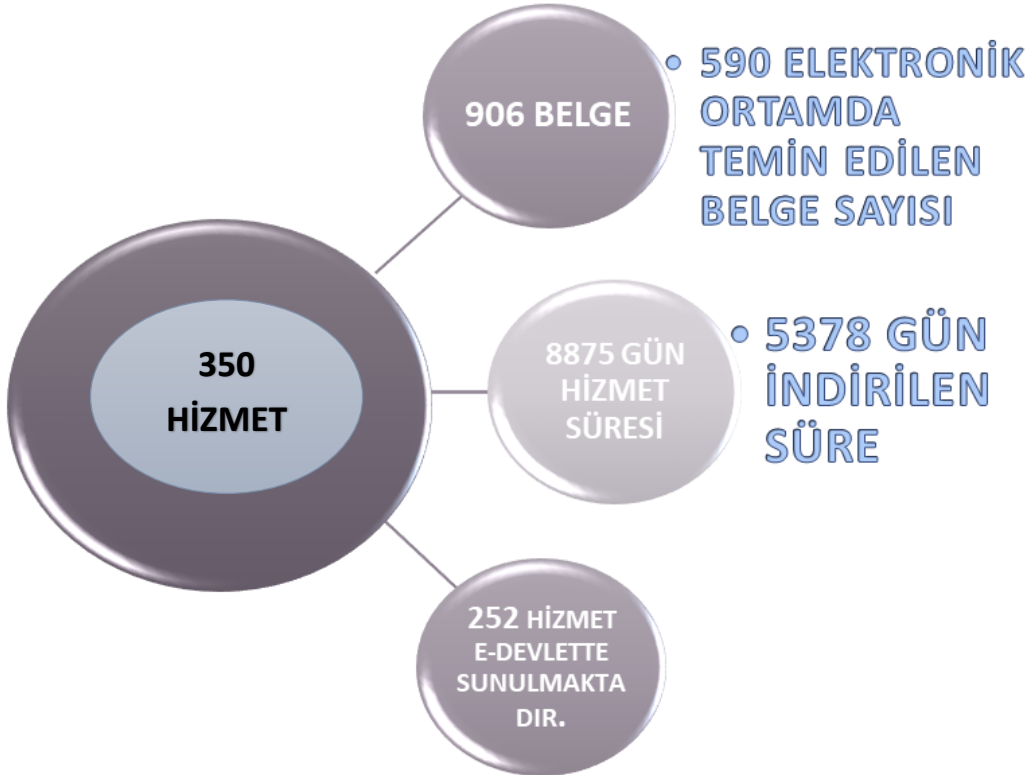 350
HİZMET
906 BELGE
• 590 ELEKTRONİK
ORTAMDA
TEMİN EDİLEN
BELGE SAYISI
8875 GÜN
HİZMET
SÜRESİ
• 5378 GÜN
İNDİRİLEN
SÜRE
252 HİZMET
E-DEVLETTE
SUNULMAKTA
DIR.